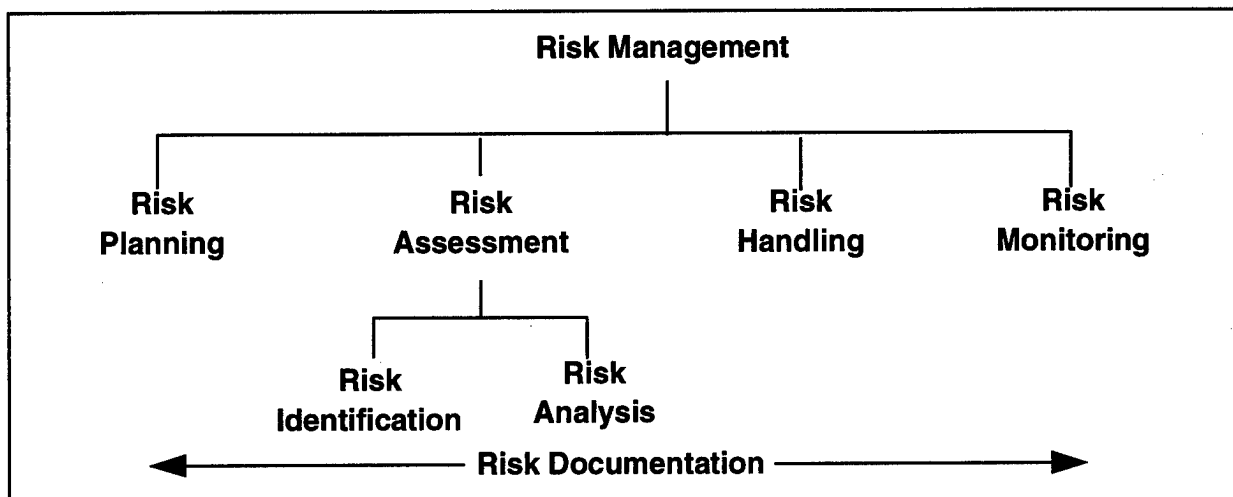 Risk Management
Risk
Planning
Risk
Assessment
Risk
Handling
Risk
Monitoring
Risk
Identification
Risk
Analysis
Risk Documentation